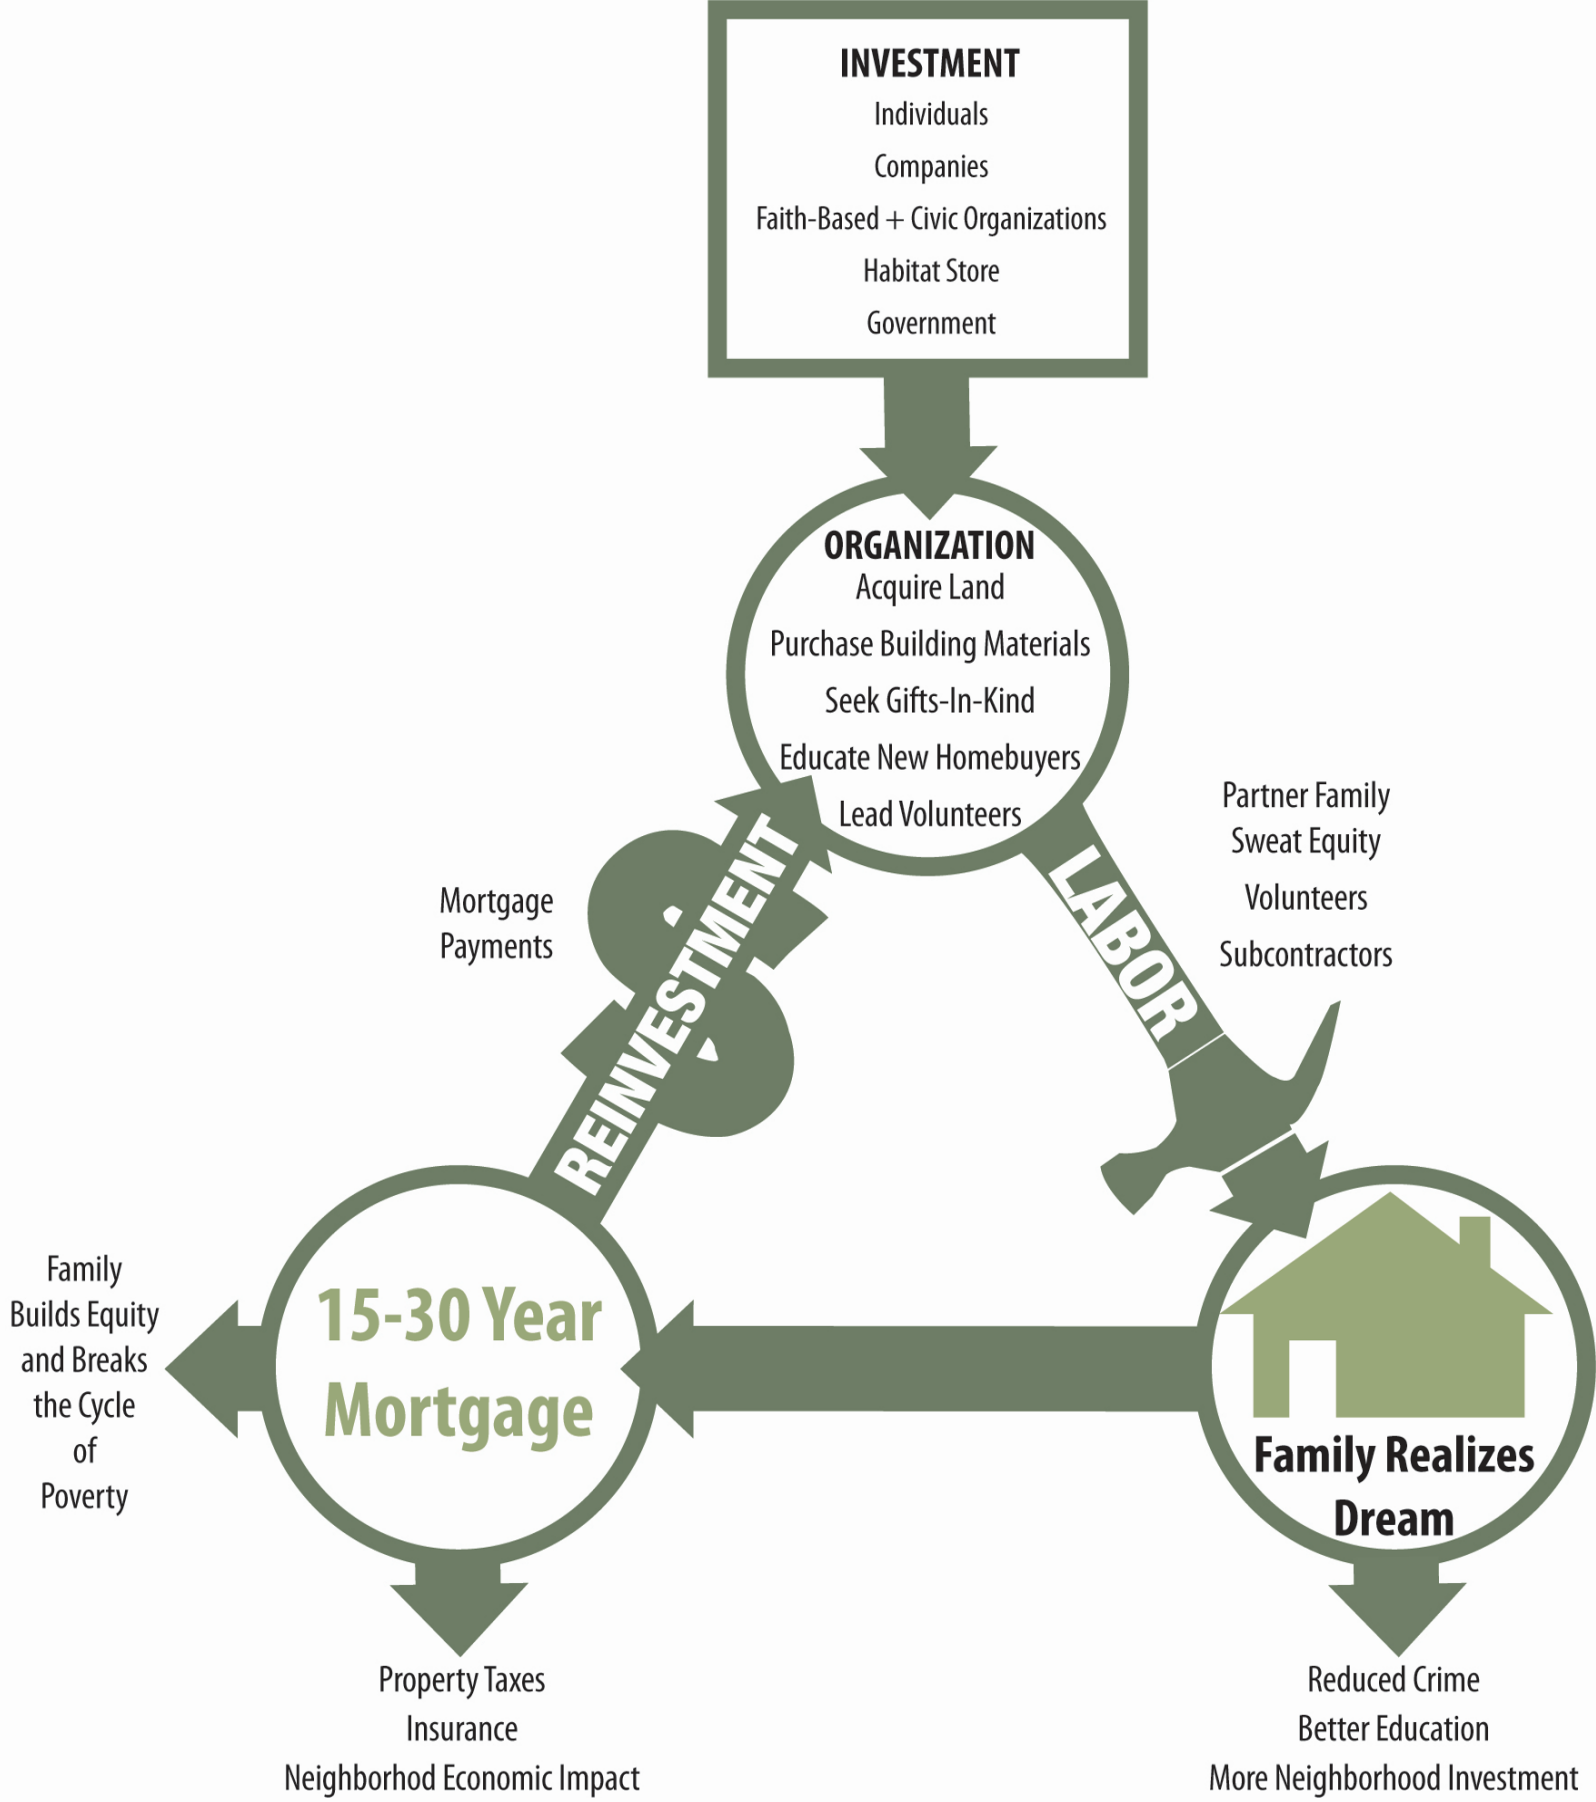 INVESTMENT
Individuals
Companies
Faith-Based + Civic Organizations
Habitat Store
Government
ORGANIZATION
Acquire Land
Purchase Building Materials
Seek Gifts-In-Kind
Educate New Homebuyers
Lead Volunteers
Partner Family
Sweat Equity
Volunteers
Subcontractors
LABOR
Mortgage
Payments
REINVESTMENT
Family
Builds Equity
and Breaks
the Cycle
of
Poverty
15-30 Year
Mortgage
Family Realizes
Dream
Property Taxes
Insurance
Neighborhod Economic Impact
Reduced Crime
Better Education
More Neighborhood Investment